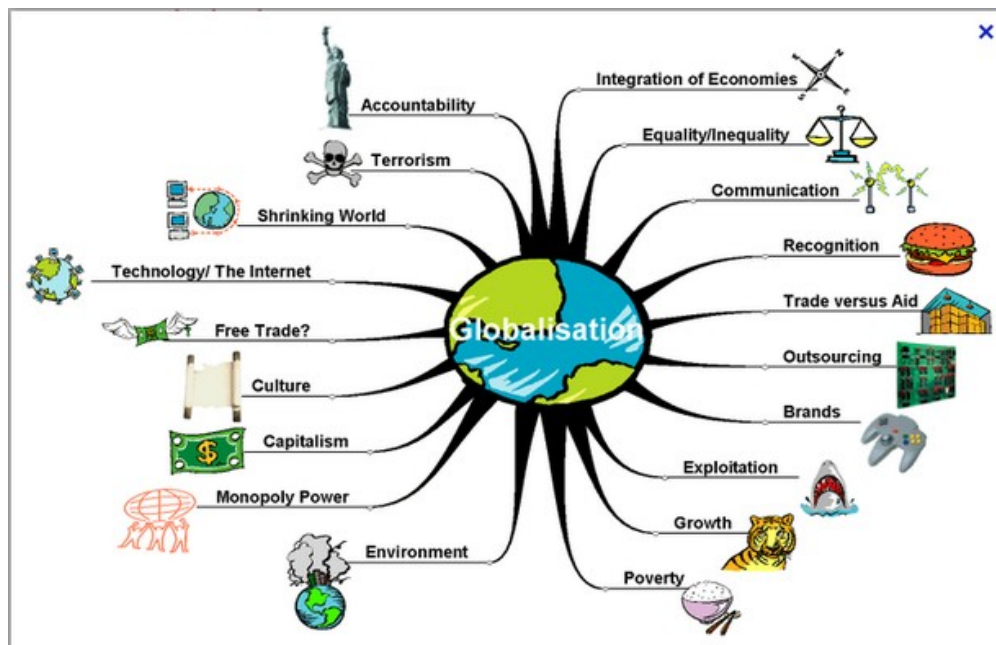 Integration of Economies
Accountability
Equality/Inequality
Terrorism
Communication
Shrinking World
Recognition
Technology/ The Internet
Trade versus Aid
Globalisation
Free Trade?
Outsourcing
Culture
Brands
Capitalism
Exploitation
Monopoly Power
Growth
Environment
Poverty